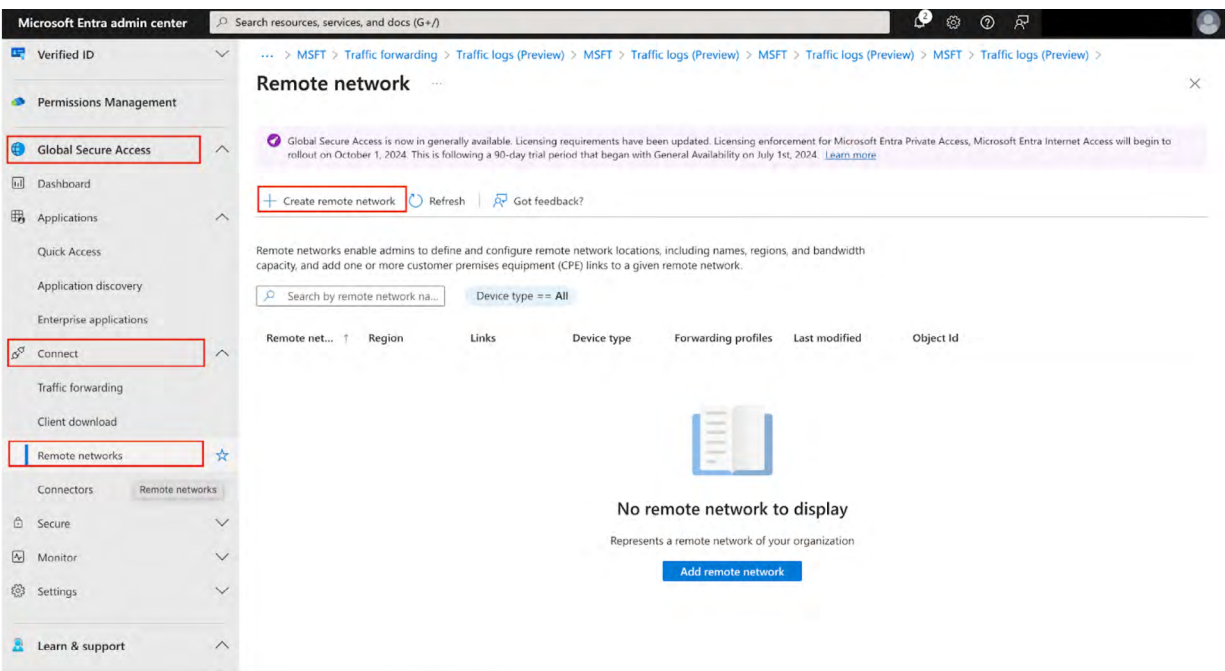 Microsoft Entra admin center
Search resources, services, and docs (G+/)
2
Verified ID
Permissions Management
Global Secure Access
Dashboard
Applications
Quick Access
Application discovery
Enterprise applications
Connect
Traffic forwarding
Client download
Remote networks
Connectors
Remote networks
Secure
Monitor
Settings
Learn & support
... > MSFT > Traffic forwarding > Traffic logs (Preview) > MSFT > Traffic logs (Preview) > MSFT > Traffic logs (Preview) > MSFT > Traffic logs (Preview) >
Remote network ...
Global Secure Access is now in generally available. Licensing requirements have been updated. Licensing enforcement for Microsoft Entra Private Access, Microsoft Entra Internet Access will begin to
rollout on October 1, 2024. This is following a 90-day trial period that began with General Availability on July 1st, 2024. Learn more
Create remote network Refresh Got feedback?
Remote networks enable admins to define and configure remote network locations, including names, regions, and bandwidth
capacity, and add one or more customer premises equipment (CPE) links to a given remote network.
Search by remote network na... Device type == All
Remote net... ↑ Region Links Device type Forwarding profiles Last modified Object Id
No remote network to display
Represents a remote network of your organization
Add remote network